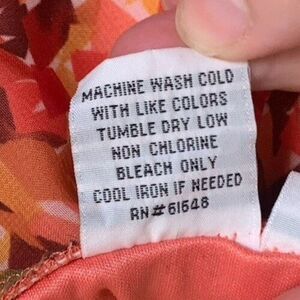 MACHINE WASH COLD
WITH LIKE COLORS
TUMBLE DRY LOW
NON CHLORINE
BLEACH ONLY
COOL IRON IF NEEDED
RN#61548